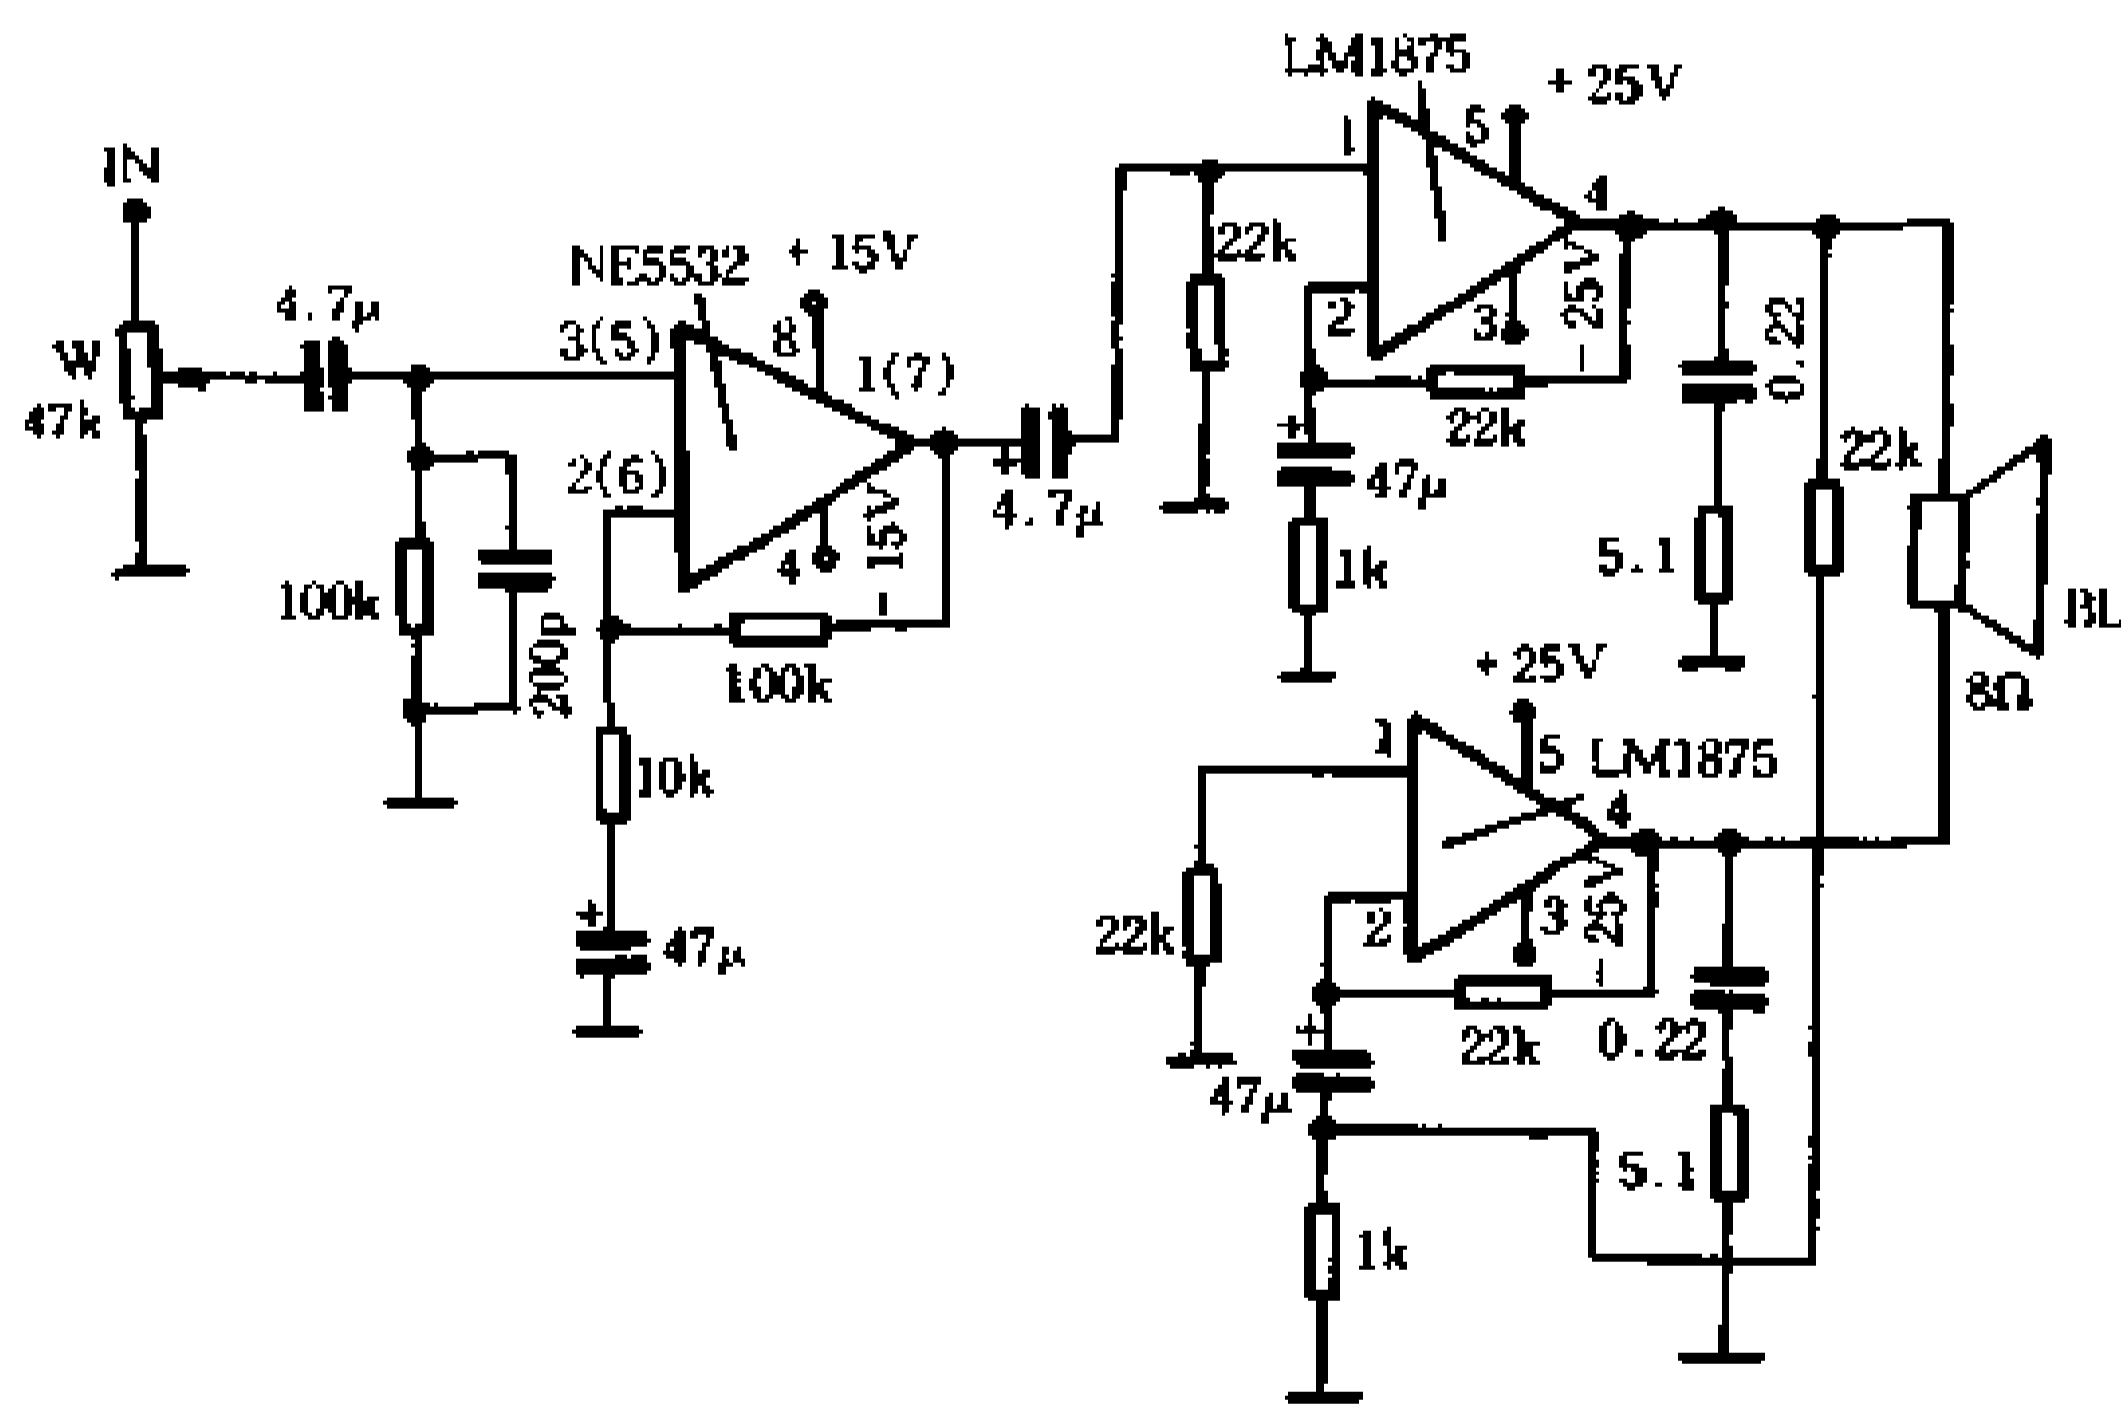 IN
W
47k
4.7μ
100k
200p
NE5532
+ 15V
3(5)
8
1(7)
2(6)
4
- 15V
100k
10k
+
47μ
+
4.7μ
LM1875
+ 25V
1
5
4
22k
2
3
- 25V
22k
+
47μ
1k
0.22
5.1
22k
BL
8Ω
+ 25V
1
5
LM1875
4
22k
2
3
- 25V
22k
+
47μ
0.22
5.1
1k